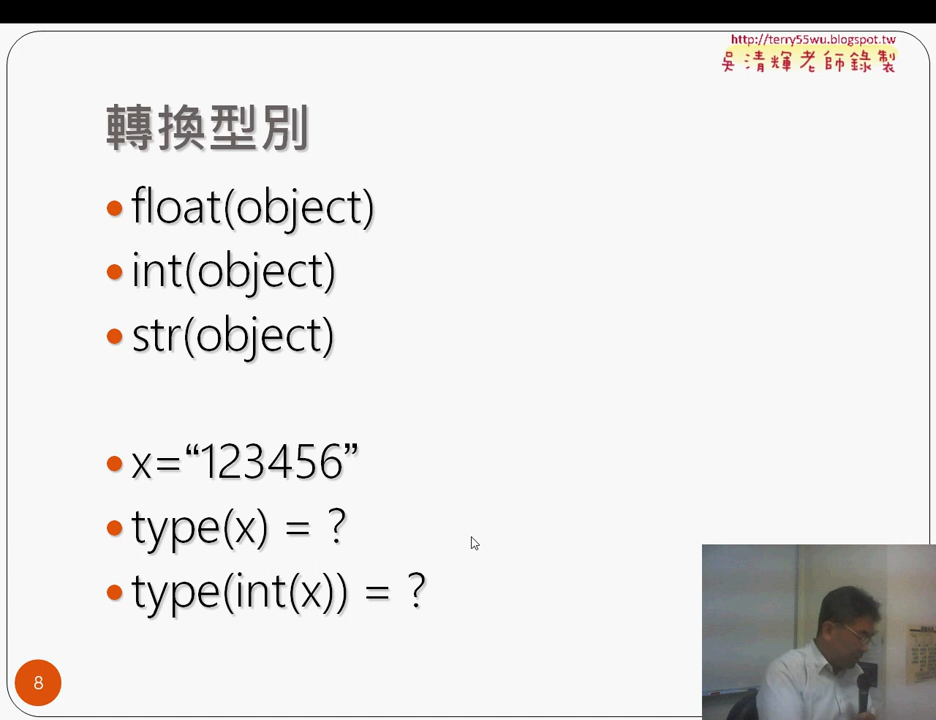 http://terry55wu.blogspot.tw
吳清輝老師錄製
轉換型別
•float(object)
•int(object)
•str(object)
•x=“123456”
•type(x) = ?
•type(int(x)) = ?
8